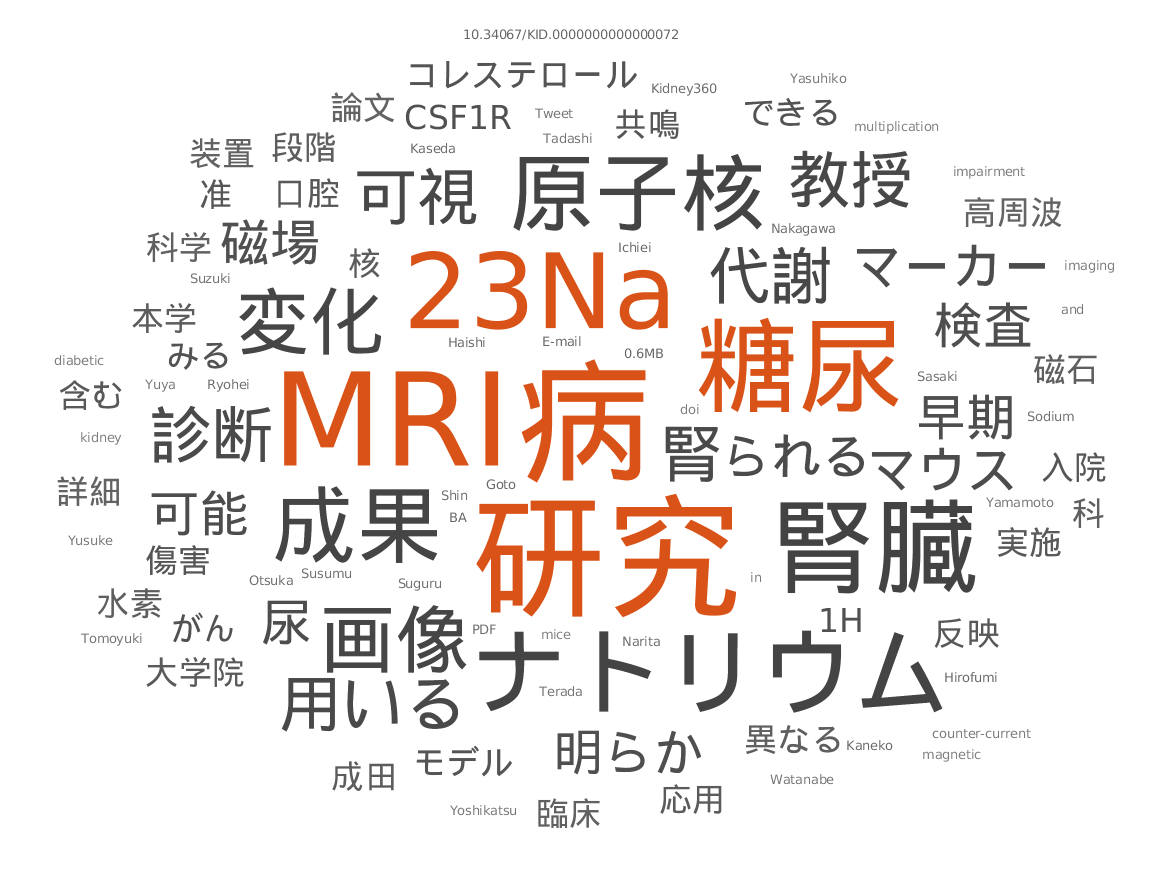 10.34067/KID.0000000000000072
コレステロール
Kidney360
Yasuhiko
論文
CSF1R
Tweet
共鳴
できる
multiplication
装置
段階
Kaseda
Tadashi
准
口腔
可視
原子核
教授
impairment
高周波
科学
磁場
核
Ichiei
Nakagawa
Suzuki
23Na
代謝
マーカー
imaging
本学
変化
検査
and
みる
Haishi
E-mail
0.6MB
diabetic
含む
Yuya
Ryohei
MRI
病
糖尿
Sasaki
磁石
kidney
診断
doi
早期
Sodium
腎
られる
マウス
入院
詳細
可能
成果
Shin
Goto
BA
研究
腎臓
Yamamoto
科
Yusuke
傷害
実施
Otsuka
Susumu
Suguru
in
水素
がん
尿
画像
PDF
mice
Narita
1H
反映
Tomoyuki
大学院
ナトリウム
Terada
Hirofumi
用いる
明らか
異なる
Kaneko
counter-current
magnetic
成田
モデル
Watanabe
Yoshikatsu
臨床
応用